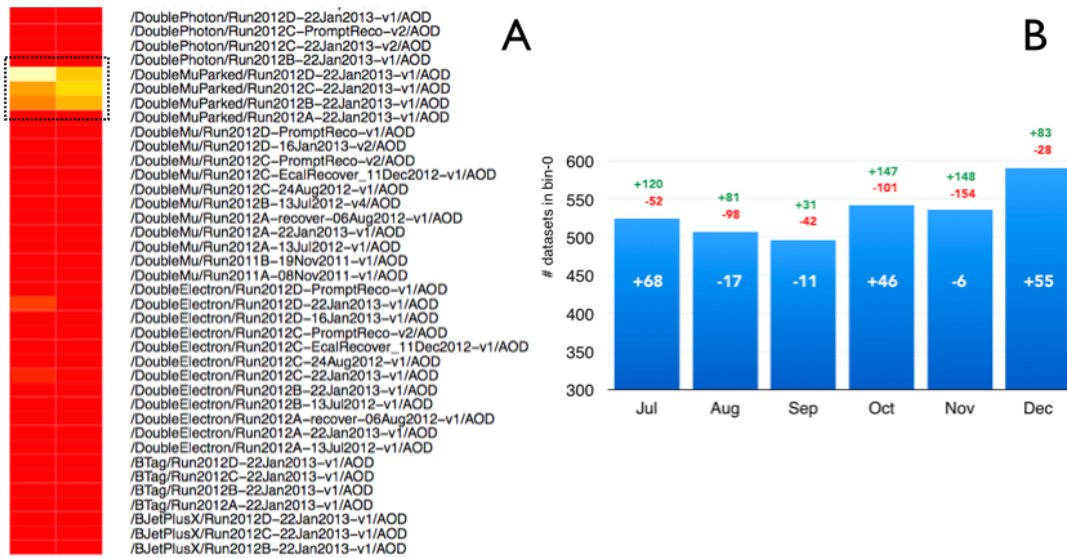 /DoublePhoton/Run2012D–22Jan2013–v1/AOD
/DoublePhoton/Run2012C–PromptReco–v2/AOD
/DoublePhoton/Run2012C–22Jan2013–v2/AOD
/DoublePhoton/Run2012B–22Jan2013–v1/AOD
/DoubleMuParked/Run2012D–22Jan2013–v1/AOD
/DoubleMuParked/Run2012C–22Jan2013–v1/AOD
/DoubleMuParked/Run2012B–22Jan2013–v1/AOD
/DoubleMuParked/Run2012A–22Jan2013–v1/AOD
/DoubleMu/Run2012D–PromptReco–v1/AOD
/DoubleMu/Run2012D–16Jan2013–v2/AOD
/DoubleMu/Run2012C–PromptReco–v2/AOD
/DoubleMu/Run2012C–EcalRecover_11Dec2012–v1/AOD
/DoubleMu/Run2012C–24Aug2012–v1/AOD
/DoubleMu/Run2012B–13Jul2012–v4/AOD
/DoubleMu/Run2012A–recover–06Aug2012–v1/AOD
/DoubleMu/Run2012A–22Jan2013–v1/AOD
/DoubleMu/Run2012A–13Jul2012–v1/AOD
/DoubleMu/Run2011B–19Nov2011–v1/AOD
/DoubleMu/Run2011A–08Nov2011–v1/AOD
/DoubleElectron/Run2012D–PromptReco–v1/AOD
/DoubleElectron/Run2012D–22Jan2013–v1/AOD
/DoubleElectron/Run2012D–16Jan2013–v1/AOD
/DoubleElectron/Run2012C–PromptReco–v2/AOD
/DoubleElectron/Run2012C–EcalRecover_11Dec2012–v1/AOD
/DoubleElectron/Run2012C–24Aug2012–v1/AOD
/DoubleElectron/Run2012C–22Jan2013–v1/AOD
/DoubleElectron/Run2012B–22Jan2013–v1/AOD
/DoubleElectron/Run2012B–13Jul2012–v1/AOD
/DoubleElectron/Run2012A–recover–06Aug2012–v1/AOD
/DoubleElectron/Run2012A–22Jan2013–v1/AOD
/DoubleElectron/Run2012A–13Jul2012–v1/AOD
/BTag/Run2012D–22Jan2013–v1/AOD
/BTag/Run2012C–22Jan2013–v1/AOD
/BTag/Run2012B–22Jan2013–v1/AOD
/BTag/Run2012A–22Jan2013–v1/AOD
/BJetPlusX/Run2012D–22Jan2013–v1/AOD
/BJetPlusX/Run2012C–22Jan2013–v1/AOD
/BJetPlusX/Run2012B–22Jan2013–v1/AOD
A
B
# datasets in bin-0
600
550
500
450
400
350
300
+120
-52
+68
+81
-98
-17
+31
-42
-11
+147
-101
+46
+148
-154
-6
+83
-28
+55
Jul Aug Sep Oct Nov Dec